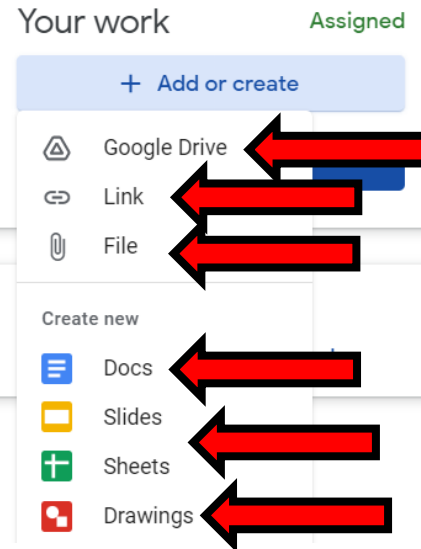 Your work
Assigned
+ Add or create
Google Drive
Link
File
Create new
Docs
Slides
Sheets
Drawings